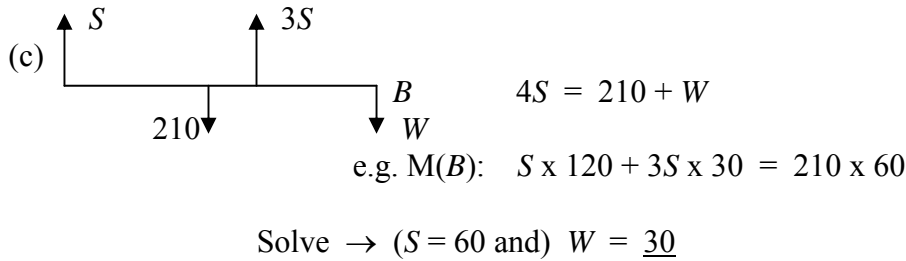 S 3S
(c)
B 4S = 210 + W
210 W
e.g. M(B): S x 120 + 3S x 30 = 210 x 60
Solve → (S = 60 and) W = 30